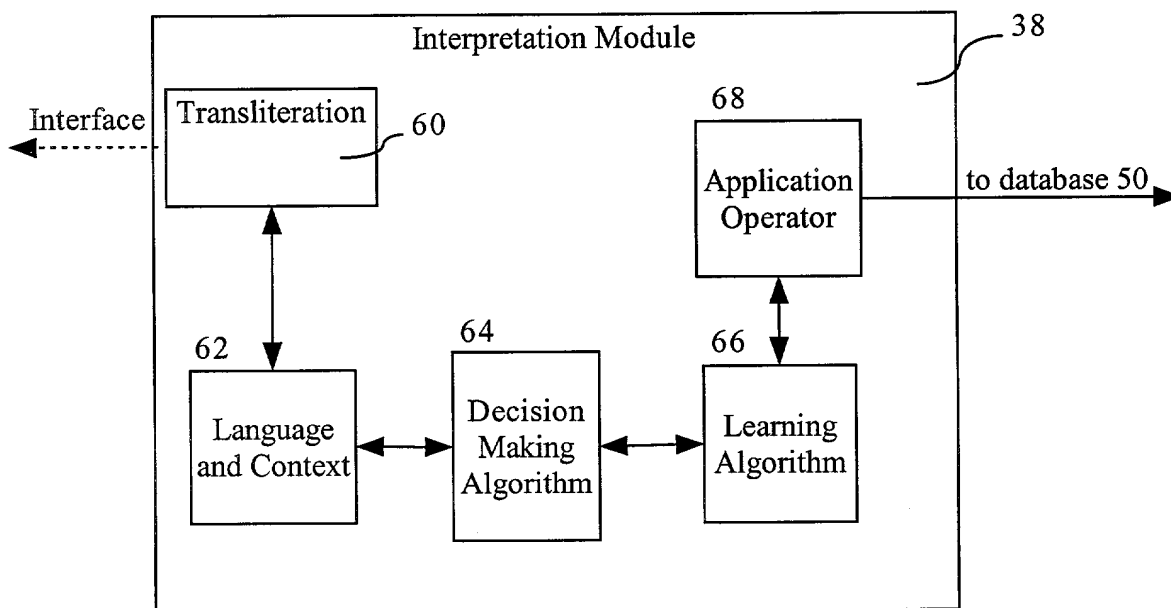 Interpretation Module
38
Interface
Transliteration
60
68
Application
Operator
to database 50
62
Language
and Context
64
Decision
Making
Algorithm
66
Learning
Algorithm